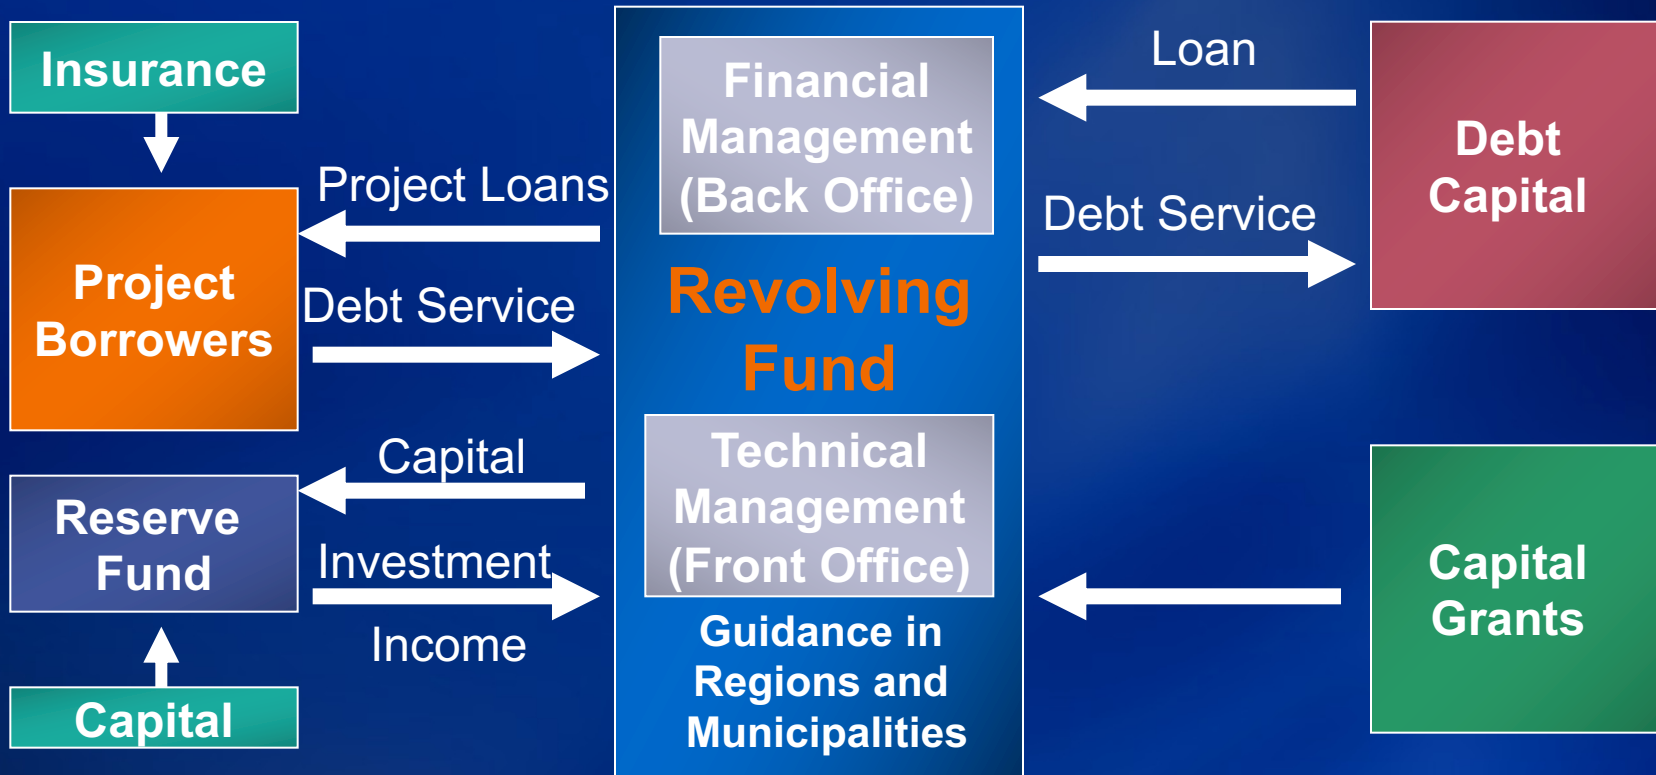 Insurance
Project
Borrowers
Reserve
Fund
Capital
Project Loans
Debt Service
Capital
Investment
Income
Financial
Management
(Back Office)
Revolving
Fund
Technical
Management
(Front Office)
Guidance in
Regions and
Municipalities
Loan
Debt Service
Debt
Capital
Capital
Grants